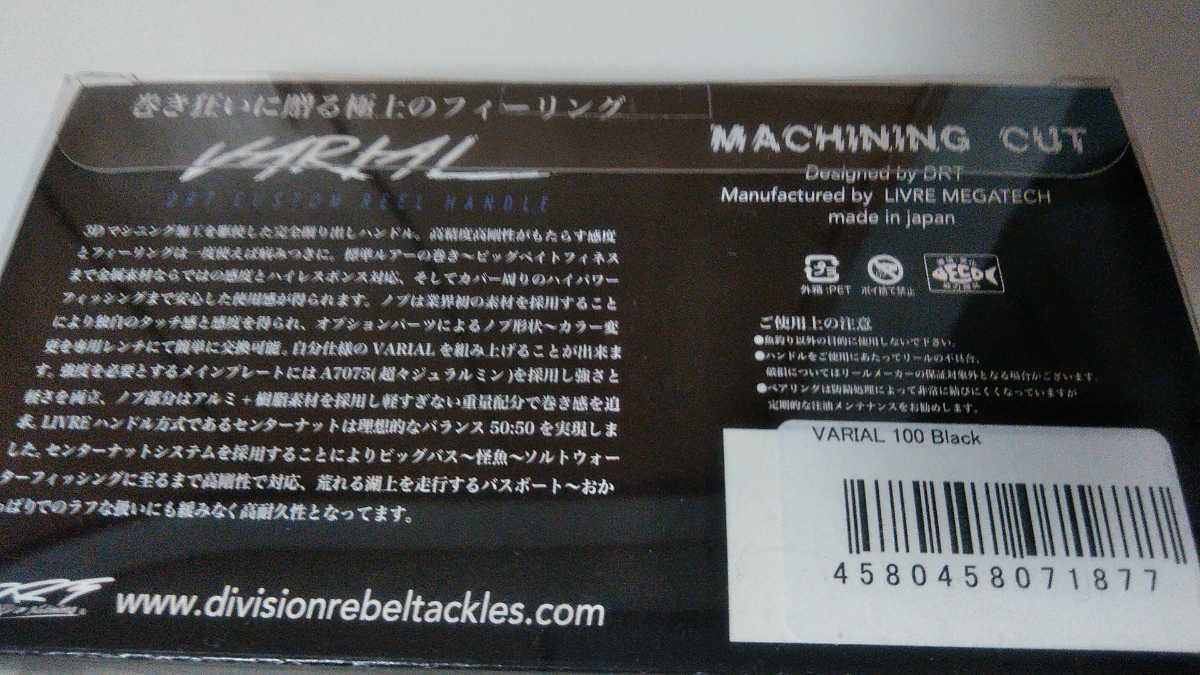 巻き狂いに贈る極上のフィーリング
VARIAL
DRT CUSTOM REEL HANDLE
3Dマシニング加工を駆使した完全削り出しハンドル。高精度高剛性がもたらす感度
とフィーリングは一度使えば病みつきに。標準ルアーの巻き〜ビッグベイトフィネス
まで金属素材ならではの感度とハイレスポンス対応、そしてカバー周りのハイパワー
フィッシングまで安心した使用感が得られます。ノブは業界初の素材を採用すること
により独自のタッチ感と感度を得られ、オプションパーツによるノブ形状〜カラー変
更を専用レンチにて簡単に交換可能。自分仕様の VARIAL を組み上げることが出来ま
す。強度を必要とするメインプレートには A7075(超々ジュラルミン)を採用し強さと
軽さを両立、ノブ部分はアルミ+樹脂素材を採用し軽すぎない重量配分で巻き感を追
求。LIVRE ハンドル方式であるセンターナットは理想的なバランス 50:50 を実現しま
した。センターナットシステムを採用することによりビッグバス〜怪魚〜ソルトウォー
ターフィッシングに至るまで高剛性で対応、荒れる湖上を走行するバスボート〜おか
っぱりでのラフな扱いにも緩みなく高耐久性となってます。
DRT
www.divisionrebeltackles.com
MACHINING CUT
Designed by DRT
Manufactured by LIVRE MEGATECH
made in japan
プラ
外箱:PET
ポイ捨て禁止
FECO
ご使用上の注意
●魚釣り以外の目的に使用しないで下さい。
●ハンドルをご使用にあたってリールの不具合、
破損についてはリールメーカーの保証対象外となる場合がございます。
●ベアリングは防錆処理によって非常に錆びにくくなっていますが
定期的な注油メンテナンスをお勧めします。
VARIAL 100 Black
4580458071877